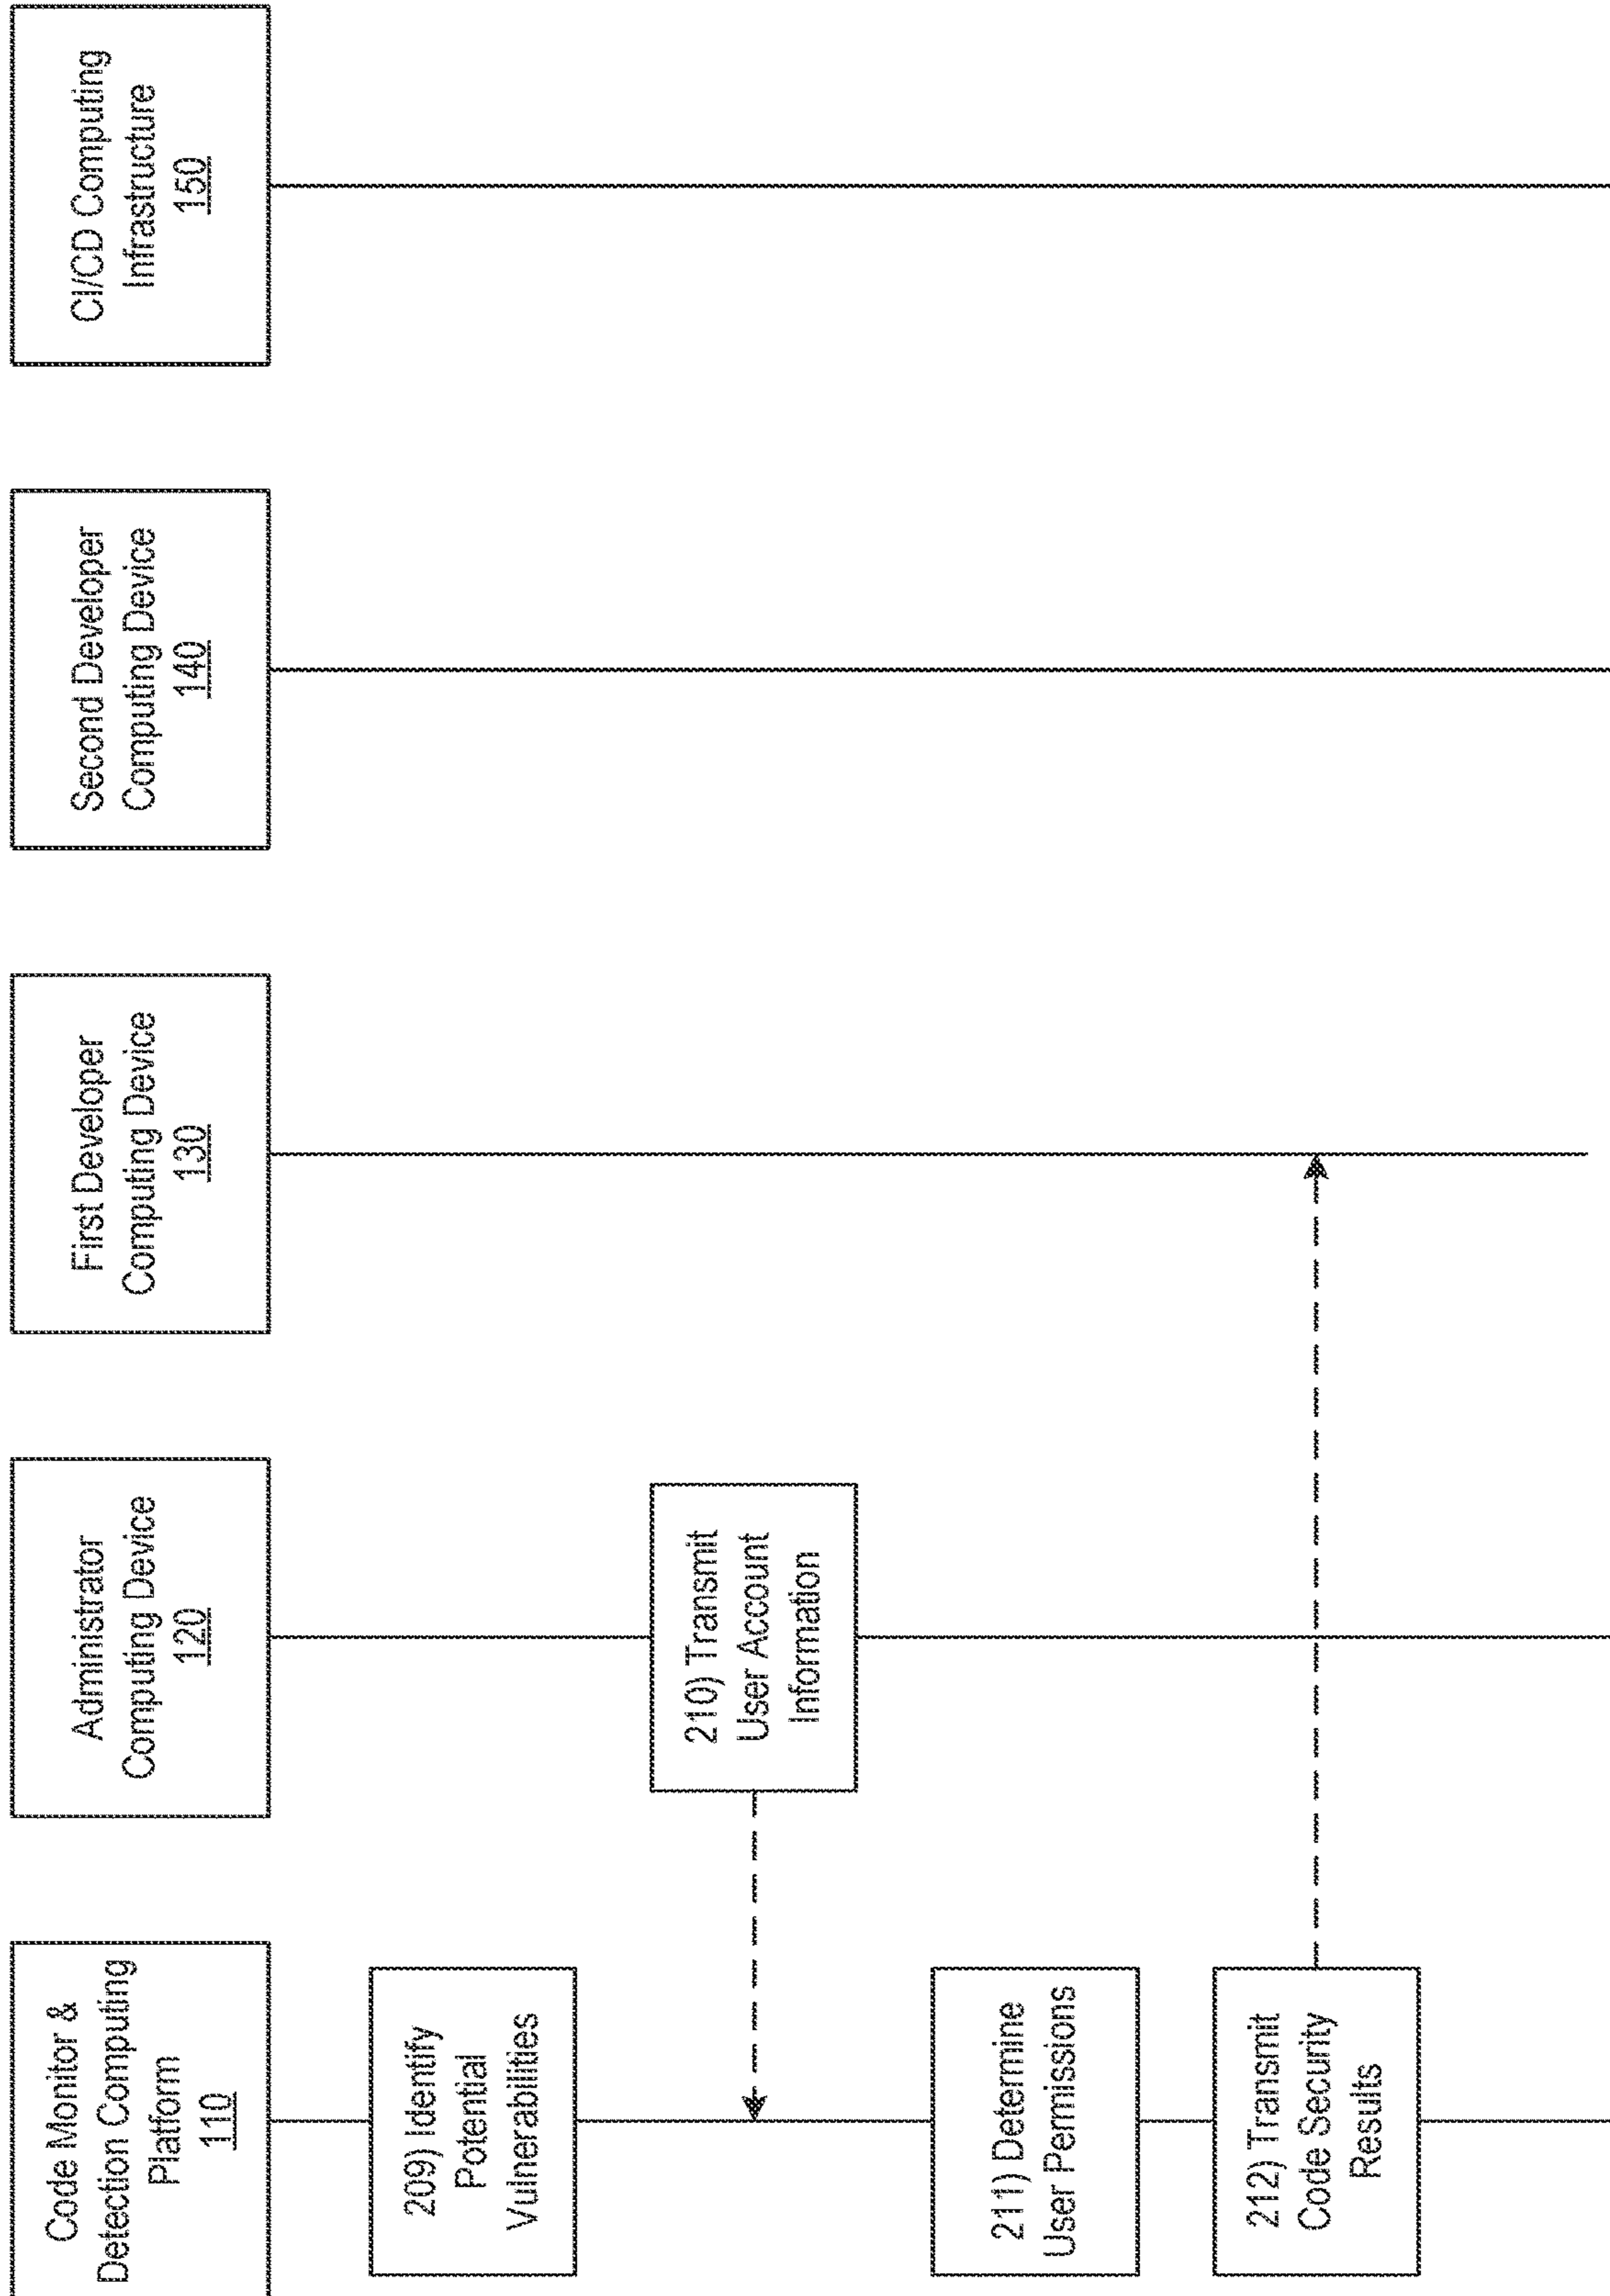 Code Monitor &
Detection Computing
Platform
110
Administrator
Computing Device
120
First Developer
Computing Device
130
Second Developer
Computing Device
140
CI/CD Computing
Infrastructure
150
209) Identify
Potential
Vulnerabilities
210) Transmit
User Account
Information
211) Determine
User Permissions
212) Transmit
Code Security
Results